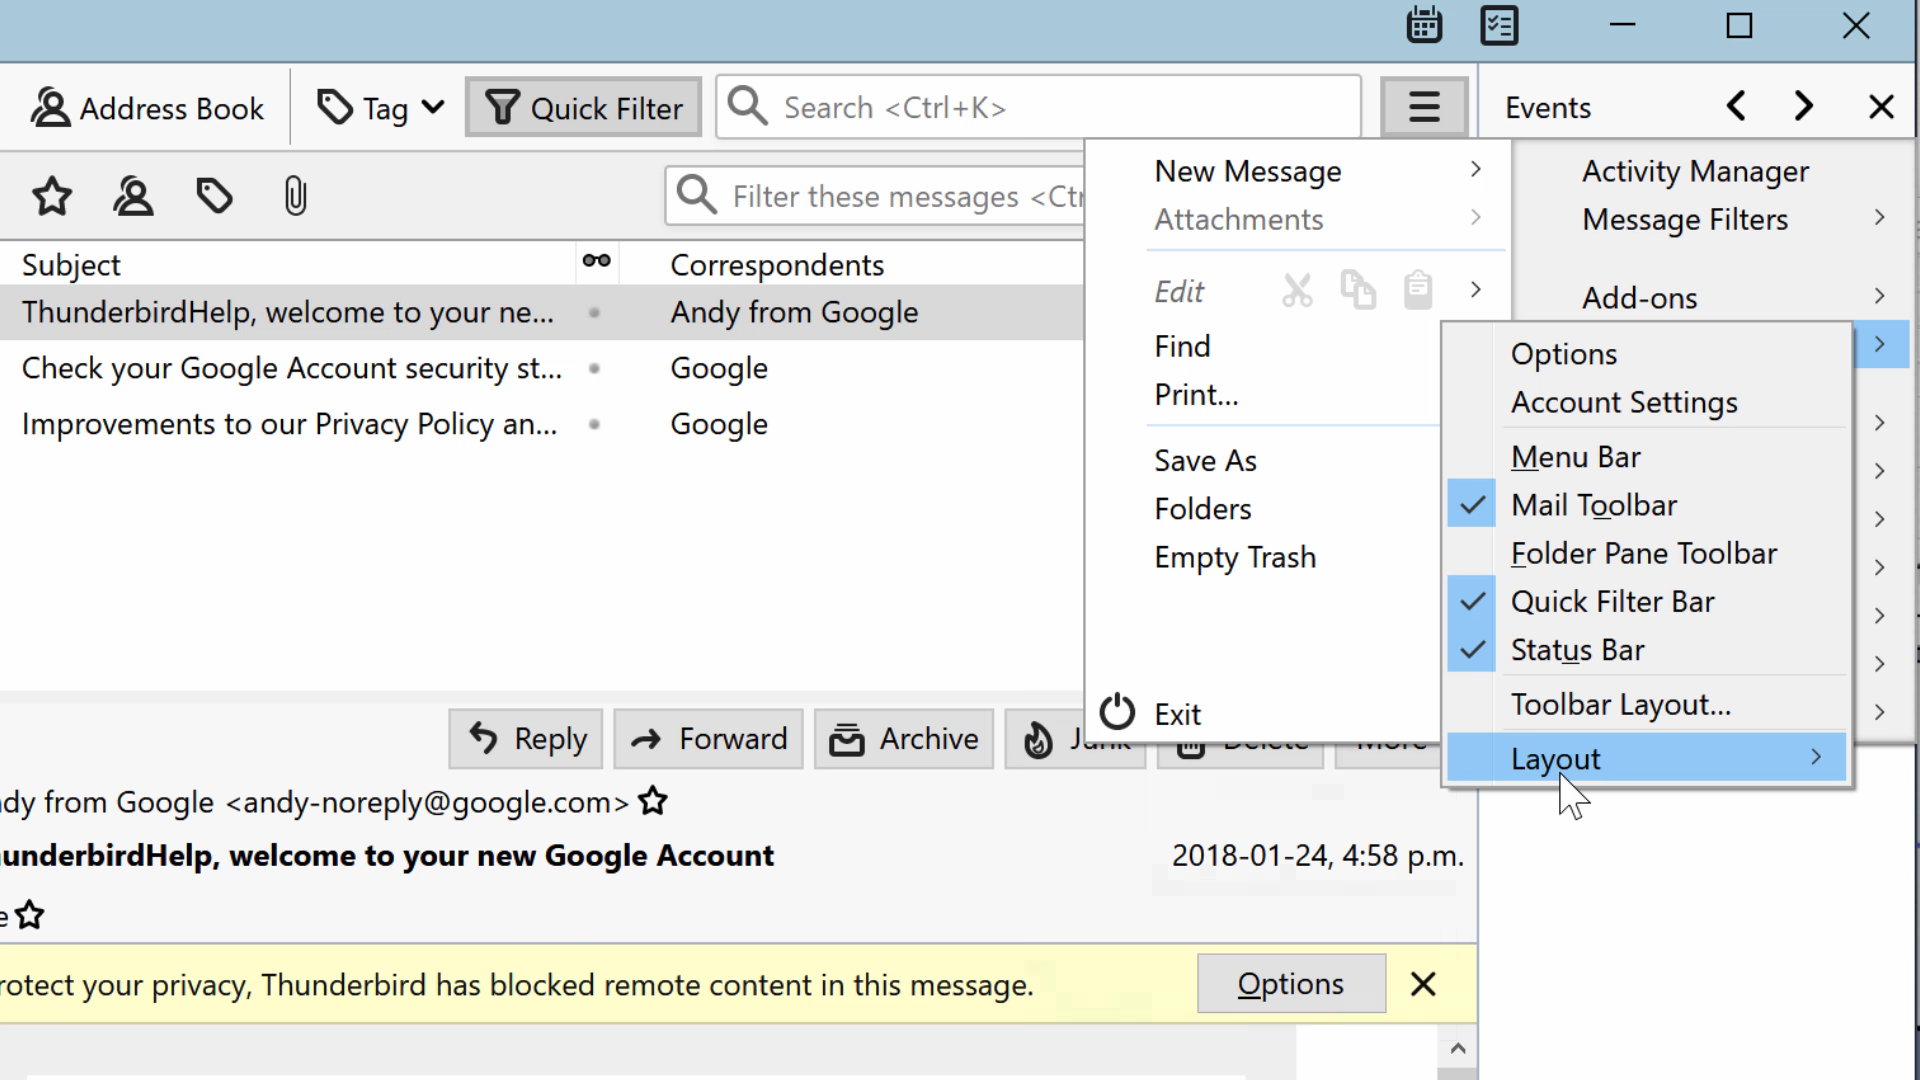 Address Book
Tag
Quick Filter
Search <Ctrl+K>
Events
Filter these messages <Ctr
Subject
Correspondents
ThunderbirdHelp, welcome to your ne...
Andy from Google
Check your Google Account security st...
Google
Improvements to our Privacy Policy an...
Google
New Message
Attachments
Edit
Find
Print...
Save As
Folders
Empty Trash
Exit
Activity Manager
Message Filters
Add-ons
Options
Account Settings
Menu Bar
Mail Toolbar
Folder Pane Toolbar
Quick Filter Bar
Status Bar
Toolbar Layout...
Layout
Reply
Forward
Archive
Junk
Delete
More
dy from Google <andy-noreply@google.com>
underbirdHelp, welcome to your new Google Account
2018-01-24, 4:58 p.m.
e
rotect your privacy, Thunderbird has blocked remote content in this message.
Options